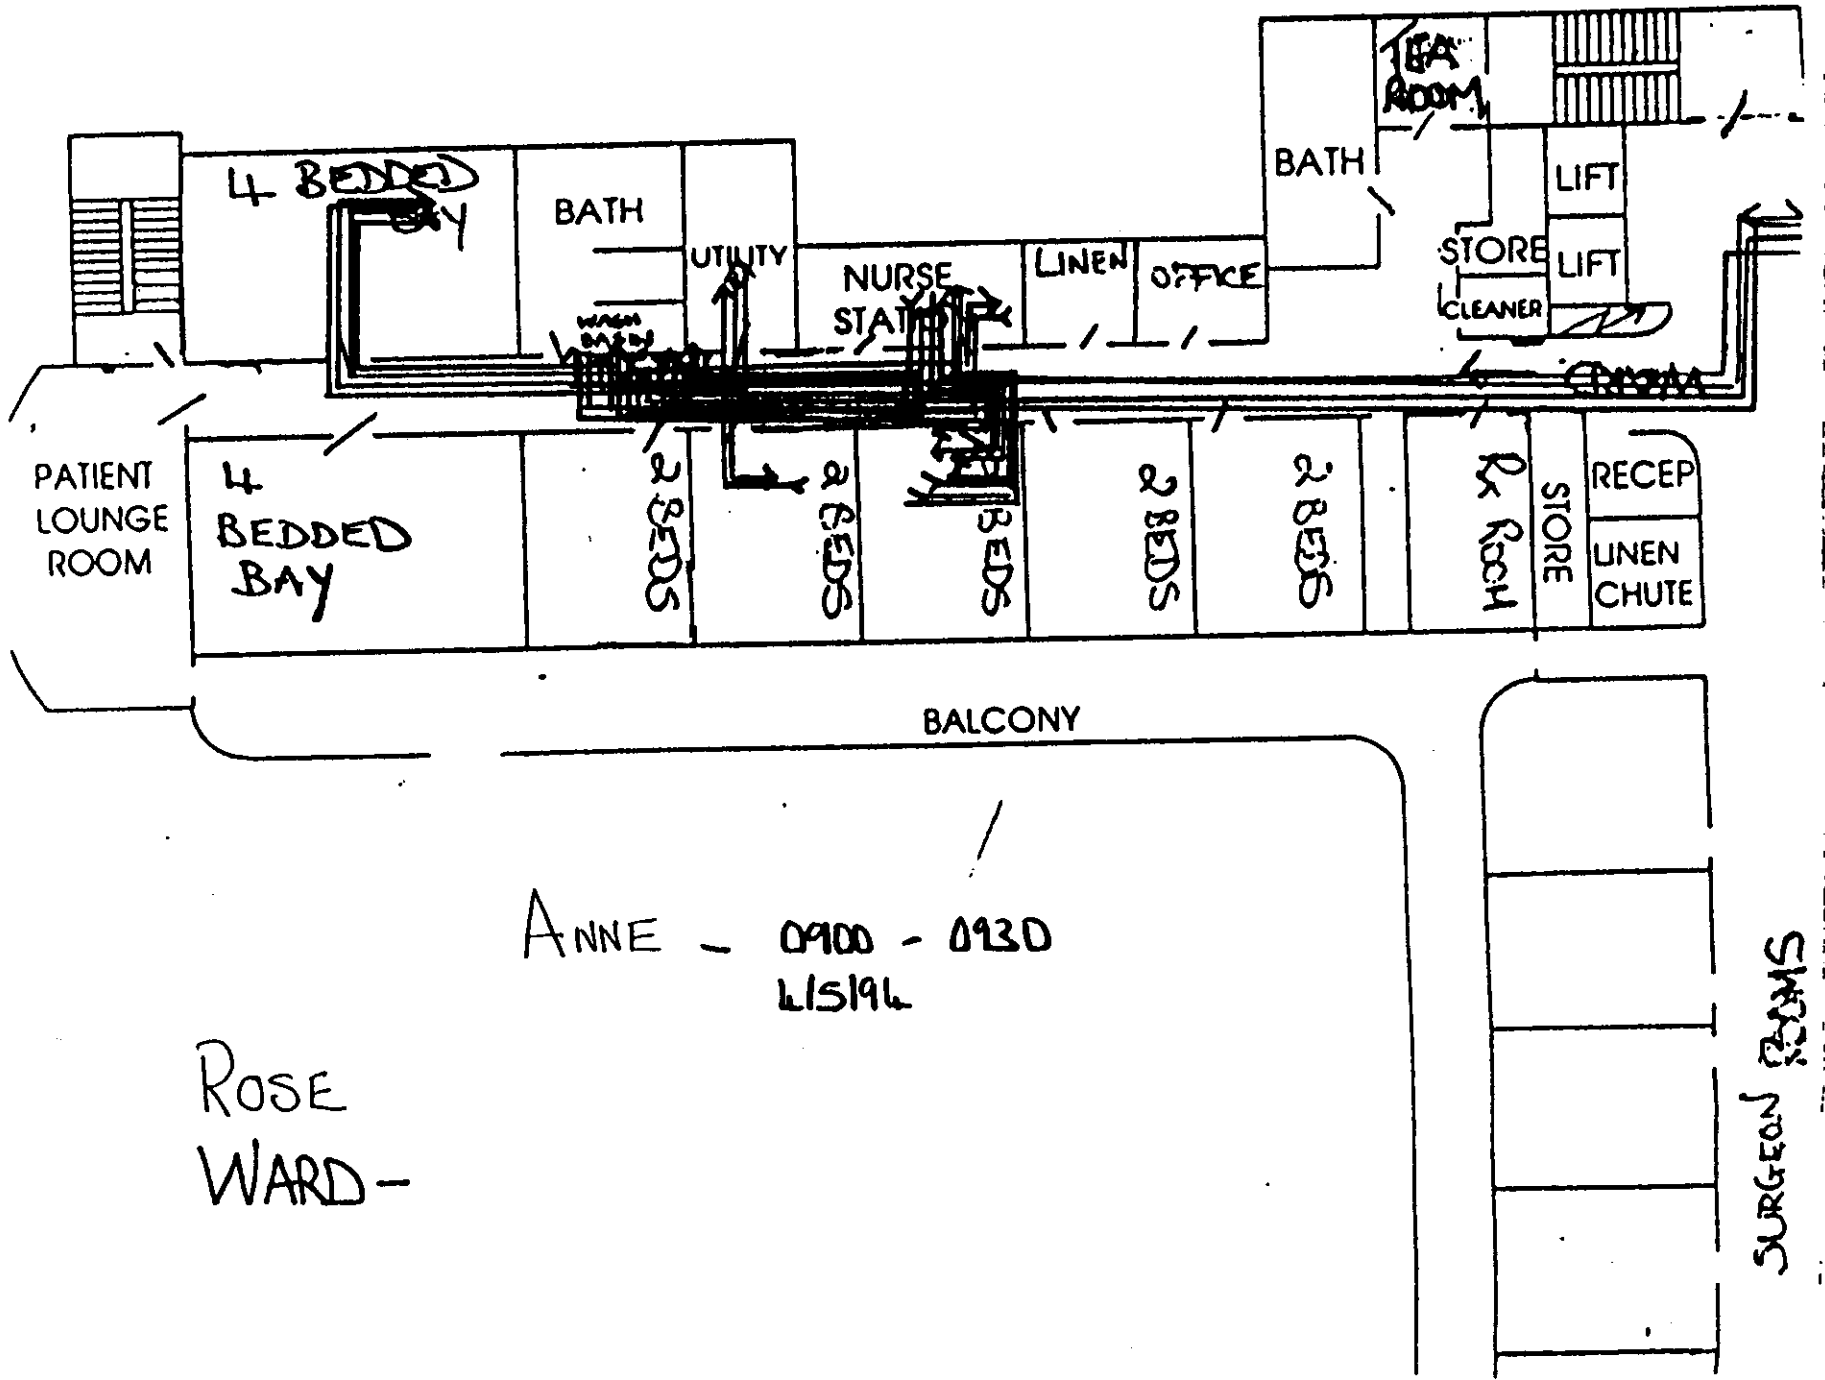 TEA
ROOM
4 BEDDED
BAY
BATH
UTILITY
NURSE
LINEN
OFFICE
BATH
LIFT
STORE
LIFT
CLEANER
WASH
BASIN
PATIENT
LOUNGE
ROOM
4
BEDDED
BAY
2 BEDS
2 BEDS
BEDS
2 BEDS
2 BEDS
Rx ROOM
STORE
RECEP
LINEN
CHUTE
BALCONY
ANNE - 0900 - 0930
4/5/94
ROSE
WARD -
SURGEON ROOMS